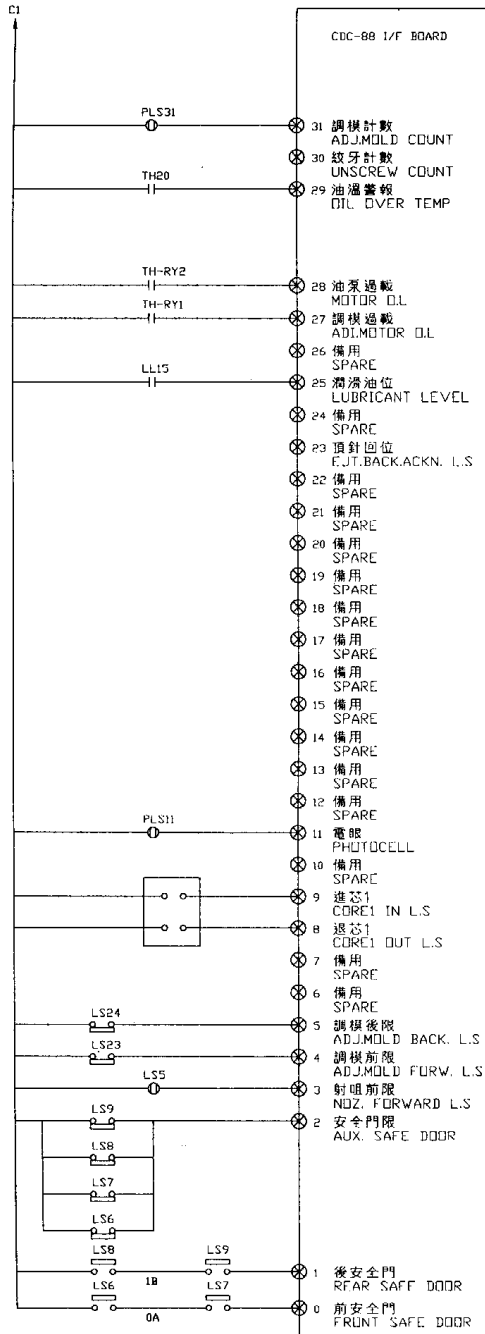 C1
CDC-88 I/F BOARD
PLS31
31 調模計數
ADJ.MOLD COUNT
30 絞牙計數
UNSCREW COUNT
TH20
29 油溫警報
OIL OVER TEMP
TH-RY2
28 油泵過載
MOTOR O.L
TH-RY1
27 調模過載
ADJ.MOTOR O.L
26 備用
SPARE
LL15
25 潤滑油位
LUBRICANT LEVEL
24 備用
SPARE
23 頂針回位
EJT.BACK.ACKN. L.S
22 備用
SPARE
21 備用
SPARE
20 備用
SPARE
19 備用
SPARE
18 備用
SPARE
17 備用
SPARE
16 備用
SPARE
15 備用
SPARE
14 備用
SPARE
13 備用
SPARE
12 備用
SPARE
PLS11
11 電眼
PHOTOCELL
10 備用
SPARE
9 進芯1
CORE1 IN L.S
8 退芯1
CORE1 OUT L.S
7 備用
SPARE
6 備用
SPARE
LS24
5 調模後限
ADJ.MOLD BACK. L.S
LS23
4 調模前限
ADJ.MOLD FORW. L.S
LS5
3 射咀前限
NOZ. FORWARD L.S
LS9
2 安全門限
AUX. SAFE DOOR
LS8
LS7
LS6
LS8 LS9
1 後安全門
1B
REAR SAFE DOOR
LS6 LS7
0 前安全門
0A
FRONT SAFE DOOR